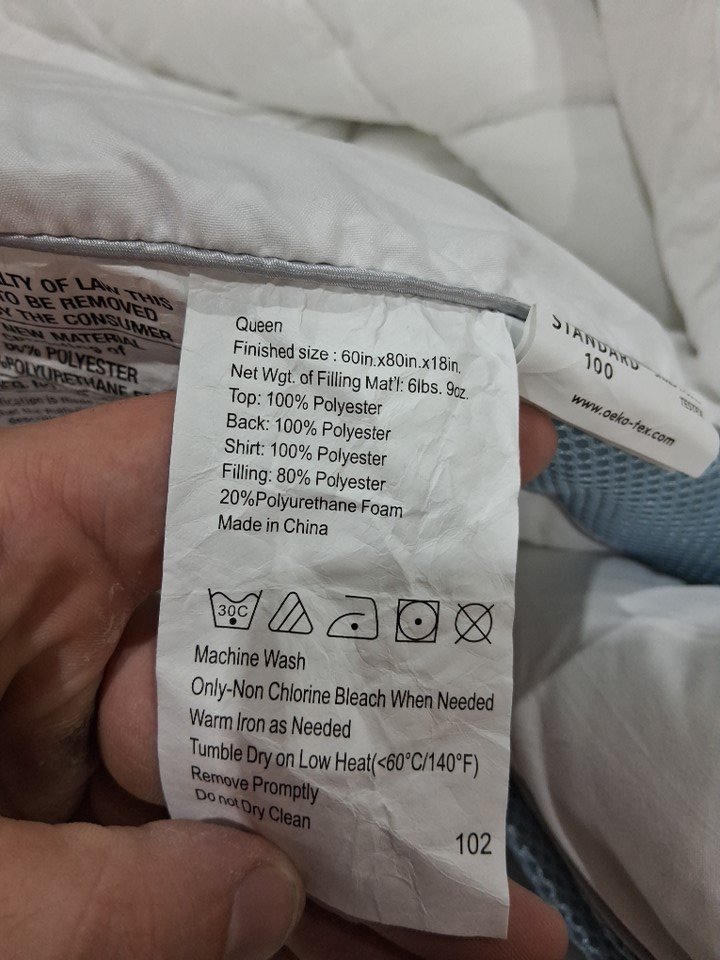 LTY OF LAW THIS
TO BE REMOVED
THE CONSUMER
NEW MATERIAL
of
POLYESTER
POLYURETHANE
Queen
Finished size : 60in.x80in.x18in.
Net Wgt. of Filling Mat'l: 6lbs. 9oz.
Top: 100% Polyester
Back: 100% Polyester
Shirt: 100% Polyester
Filling: 80% Polyester
20%Polyurethane Foam
Made in China
30C
Machine Wash
Only-Non Chlorine Bleach When Needed
Warm Iron as Needed
Tumble Dry on Low Heat(<60°C/140°F)
Remove Promptly
Do not Dry Clean
102
STANDARD
100
www.oeko-tex.com